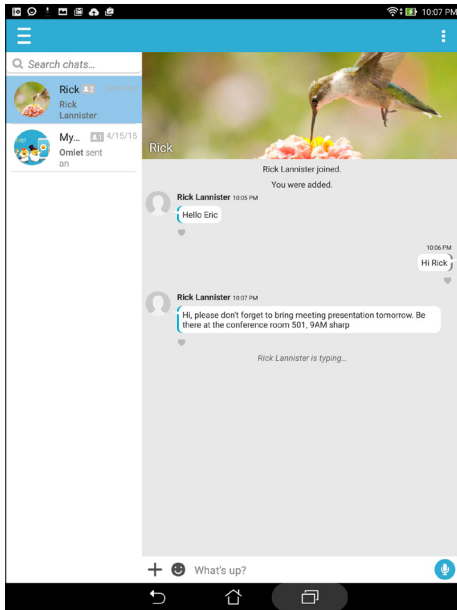 10:07 PM
Search chats...
Rick 2
Rick
Lannister:
My... 1 4/15/15
Omlet sent
an
Rick
Rick Lannister joined.
You were added.
Rick Lannister 10:05 PM
Hello Eric
10:06 PM
Hi Rick
Rick Lannister 10:07 PM
Hi, please don't forget to bring meeting presentation tomorrow. Be
there at the conference room 501, 9AM sharp
Rick Lannister is typing...
What's up?